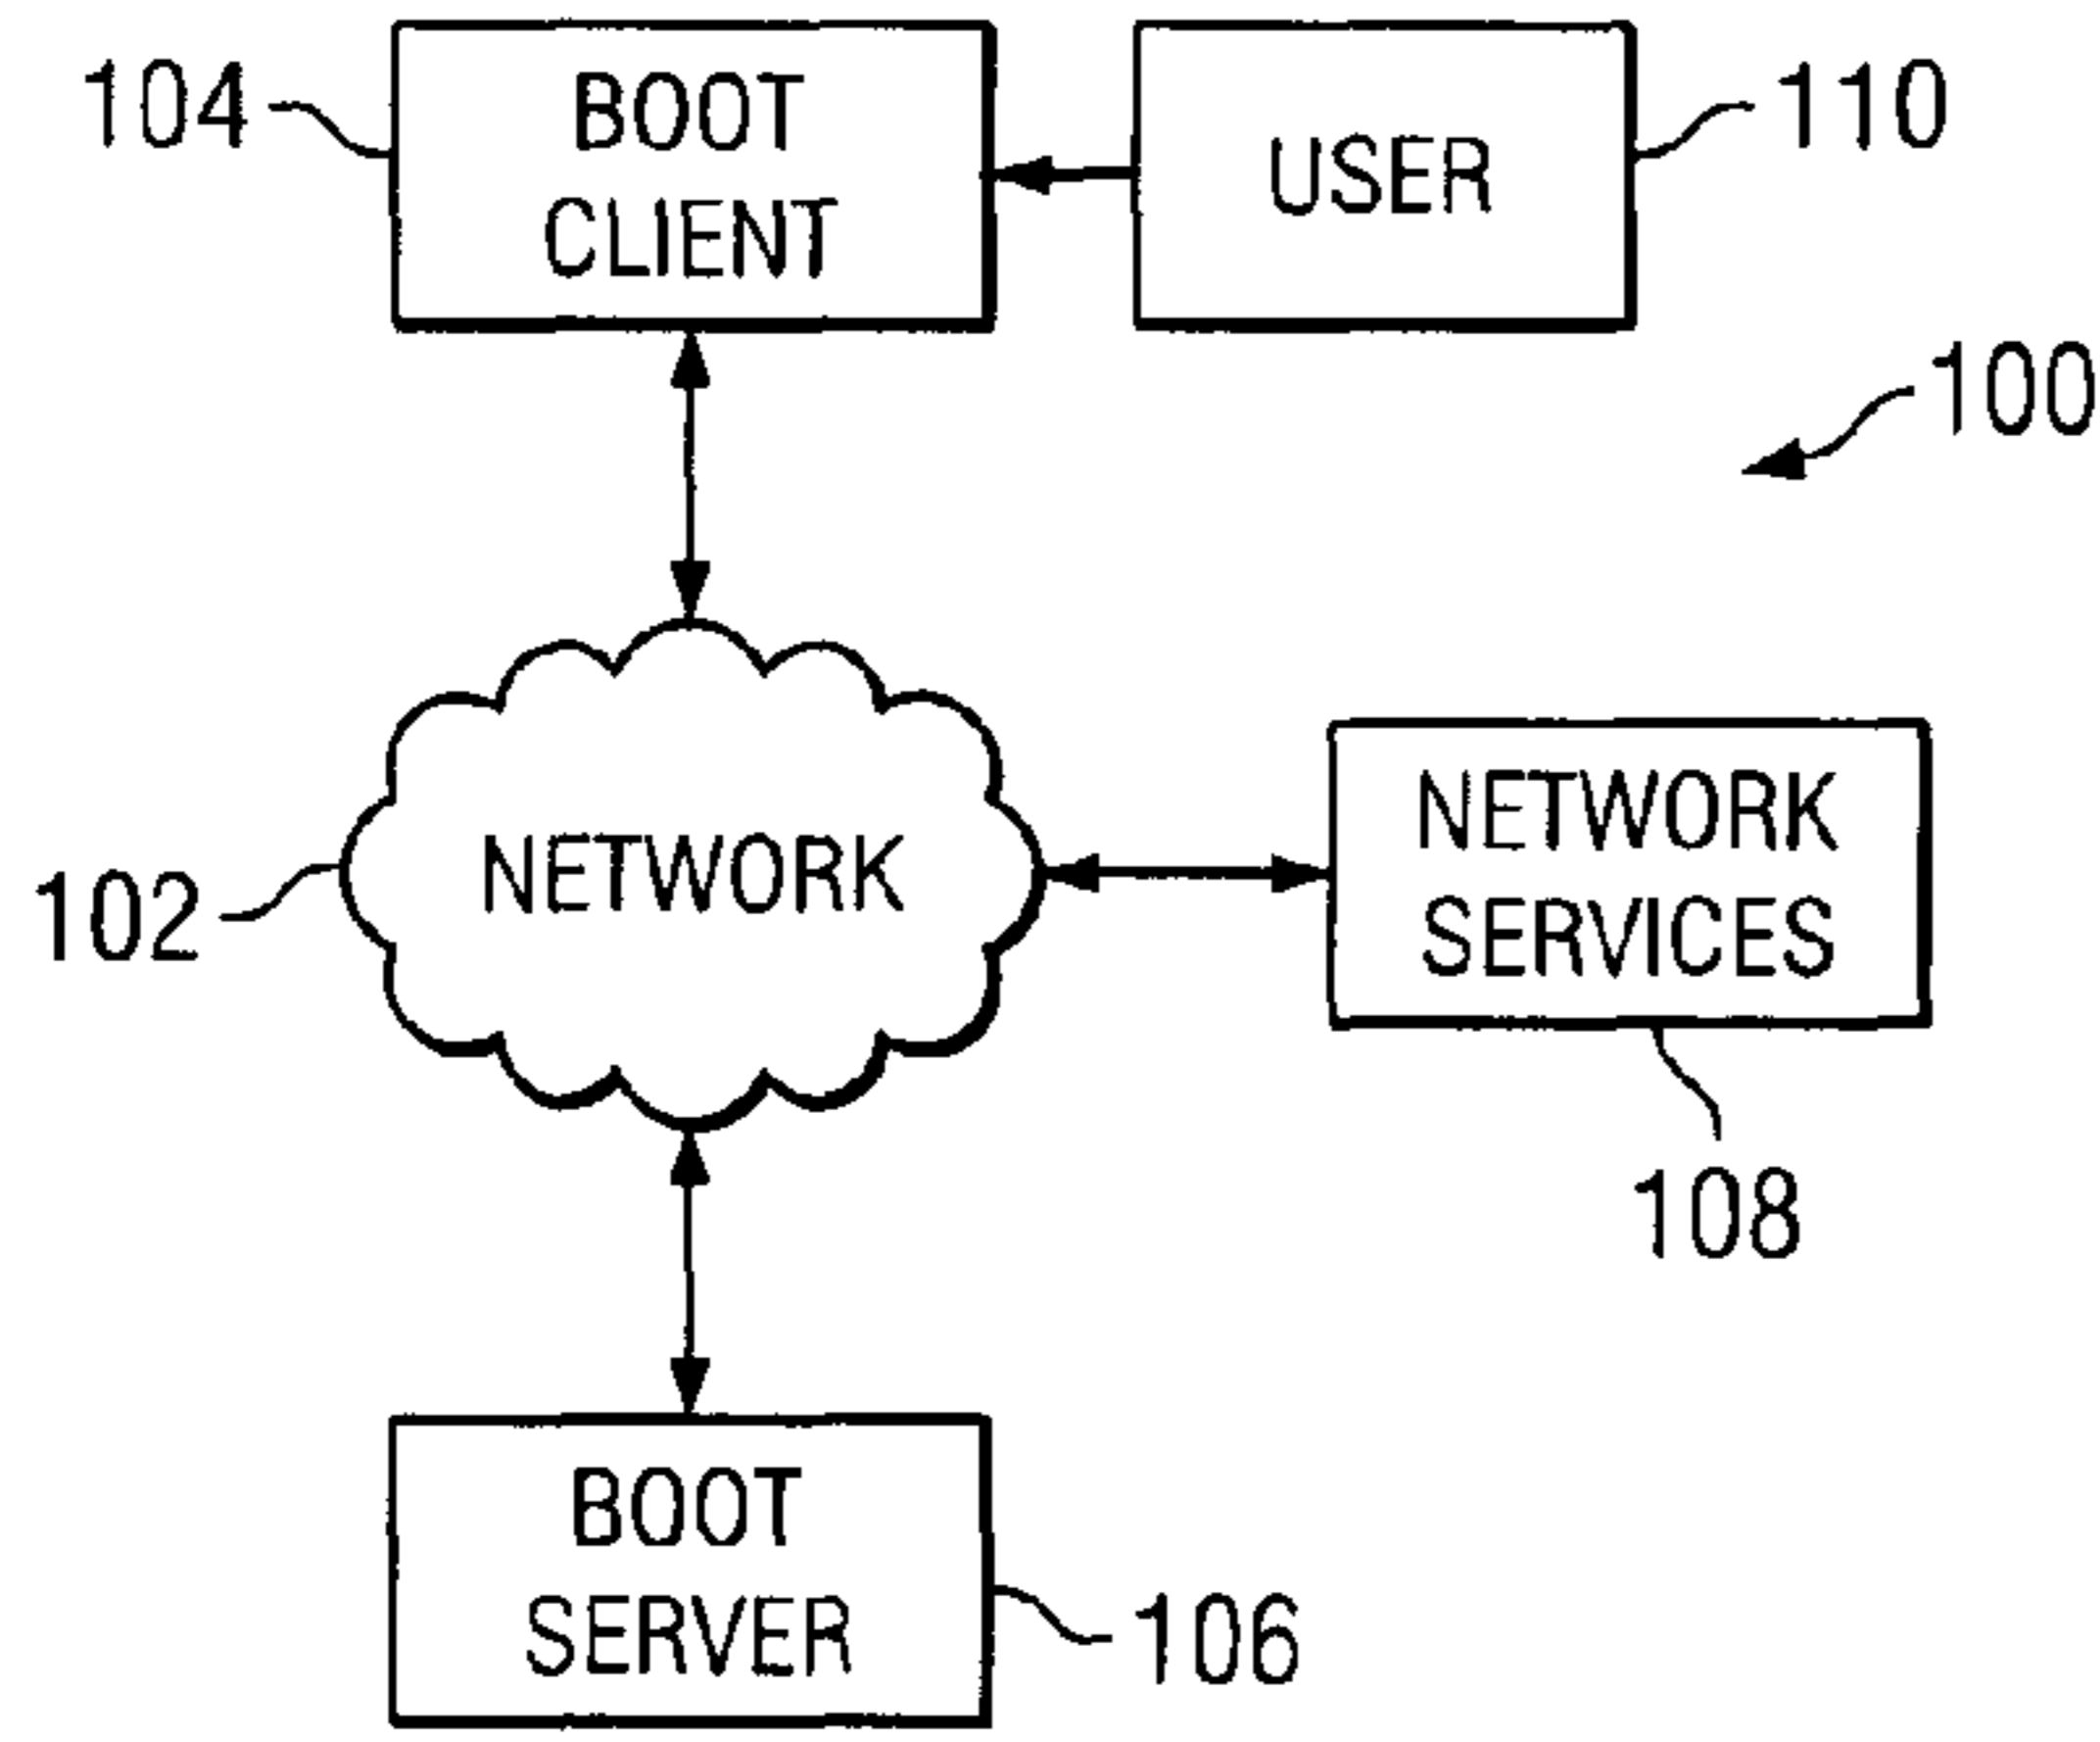 104
BOOT
CLIENT
USER
110
100
102
NETWORK
NETWORK
SERVICES
108
BOOT
SERVER
106